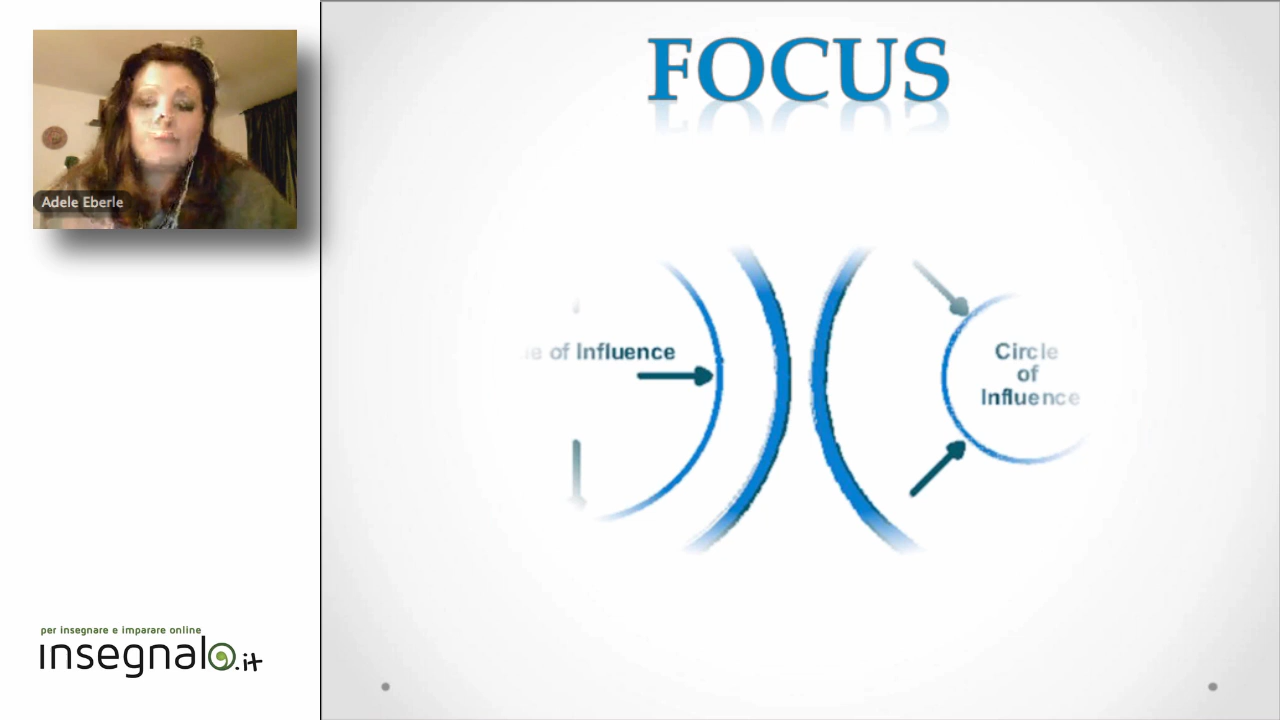 Adele Eberle
per insegnare e imparare online
insegnalo.it
FOCUS
of Influence
Circle
of
Influence